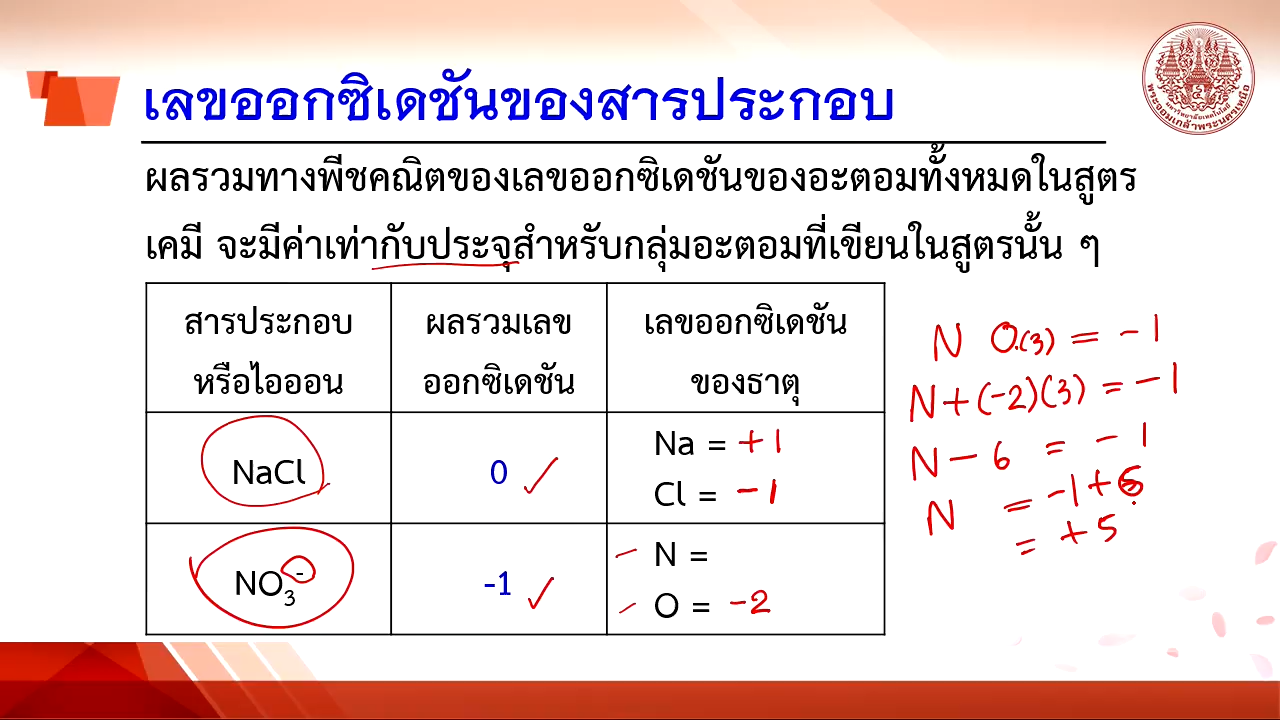 เลขออกซิเดชันของสารประกอบ
ผลรวมทางพีชคณิตของเลขออกซิเดชันของอะตอมทั้งหมดในสูตร
เคมี จะมีค่าเท่ากับประจุสำหรับกลุ่มอะตอมที่เขียนในสูตรนั้น ๆ
สารประกอบ
หรือไอออน
ผลรวมเลข
ออกซิเดชัน
เลขออกซิเดชัน
ของธาตุ
NaCl
0
Na = +1
Cl = -1
NO₃⁻
-1
N =
O = -2
N O.(3) = -1
N+(-2)(3) = -1
N - 6 = -1
N = -1+6
= +5